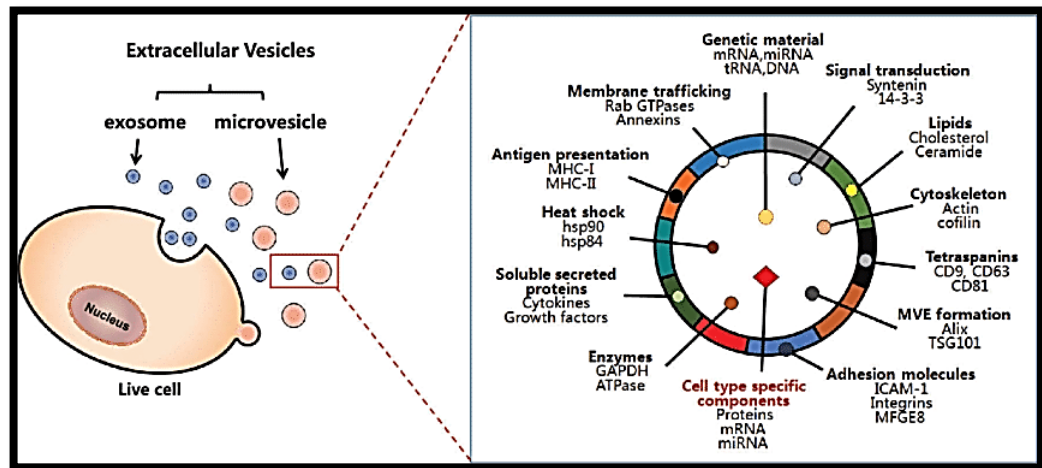 Extracellular Vesicles
exosome microvesicle
Nucleus
Live cell
Genetic material
mRNA,miRNA
tRNA,DNA
Signal transduction
Syntenin
14-3-3
Membrane trafficking
Rab GTPases
Annexins
Lipids
Cholesterol
Ceramide
Antigen presentation
MHC-I
MHC-II
Cytoskeleton
Actin
cofilin
Heat shock
hsp90
hsp84
Tetraspanins
CD9, CD63
CD81
Soluble secreted
proteins
Cytokines
Growth factors
MVE formation
Alix
TSG101
Enzymes
GAPDH
ATPase
Cell type specific
components
Proteins
mRNA
miRNA
Adhesion molecules
ICAM-1
Integrins
MFGE8